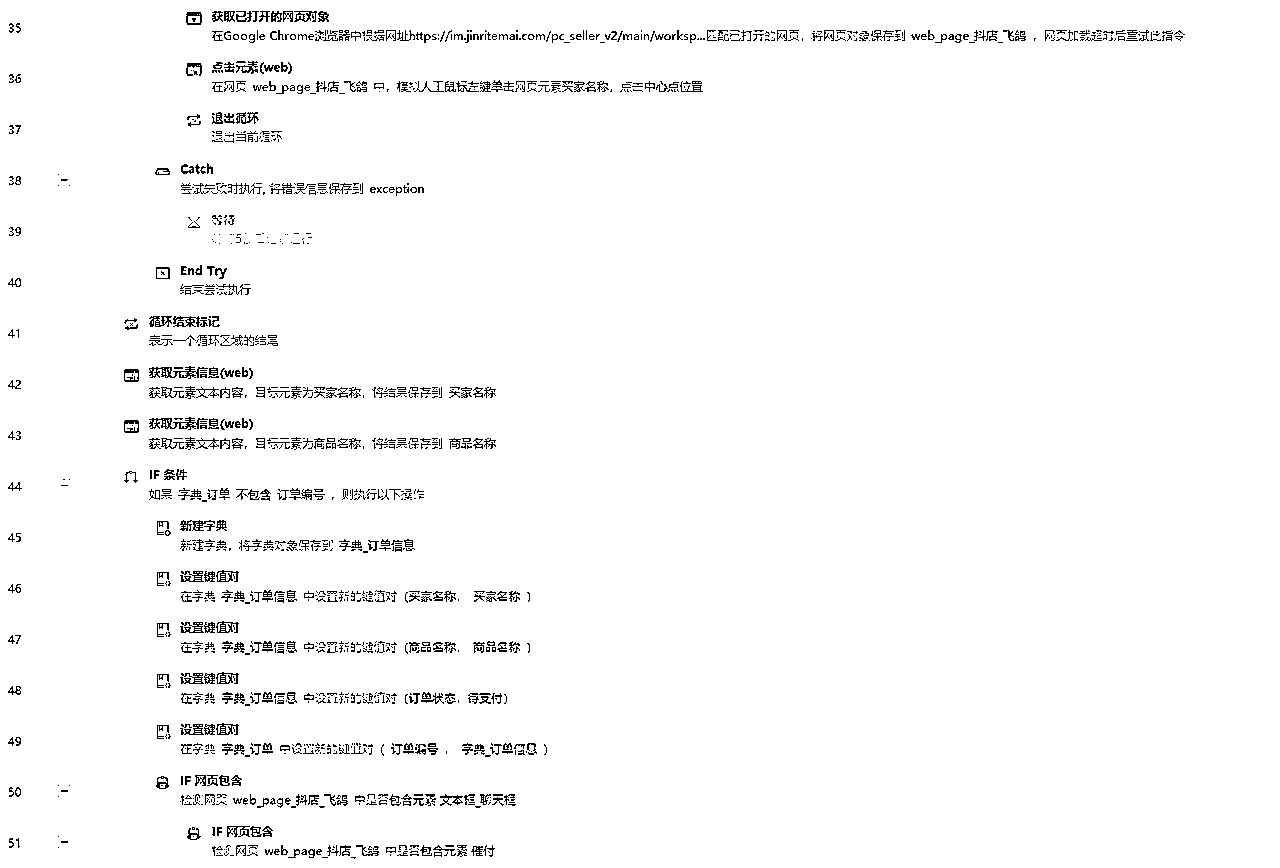 35
获取已打开的网页对象
在Google Chrome浏览器中根据网址https://im.jinritemai.com/pc_seller_v2/main/worksp...匹配已打开的网页，将网页对象保存到 web_page_抖店_飞鸽 ，网页加载超时后重试此指令
36
点击元素(web)
在网页 web_page_抖店_飞鸽 中，模拟人工鼠标左键单击网页元素买家名称，点击中心点位置
37
退出循环
退出当前循环
38
Catch
尝试失败时执行, 将错误信息保存到 exception
39
等待
40
End Try
结束尝试执行
41
循环结束标记
表示一个循环区域的结尾
42
获取元素信息(web)
获取元素文本内容，目标元素为买家名称，将结果保存到 买家名称
43
获取元素信息(web)
获取元素文本内容，目标元素为商品名称，将结果保存到 商品名称
44
IF 条件
如果 字典_订单 不包含 订单编号 ，则执行以下操作
45
新建字典
新建字典，将字典对象保存到 字典_订单信息
46
设置键值对
在字典 字典_订单信息 中设置新的键值对 (买家名称， 买家名称 )
47
设置键值对
在字典 字典_订单信息 中设置新的键值对 (商品名称， 商品名称 )
48
设置键值对
在字典 字典_订单信息 中设置新的键值对 (订单状态，待支付)
49
设置键值对
在字典 字典_订单 中设置新的键值对 ( 订单编号 ， 字典_订单信息 )
50
IF 网页包含
检测网页 web_page_抖店_飞鸽 中是否包含元素 文本框_聊天框
51
IF 网页包含
检测网页 web_page_抖店_飞鸽 中是否包含元素 催付